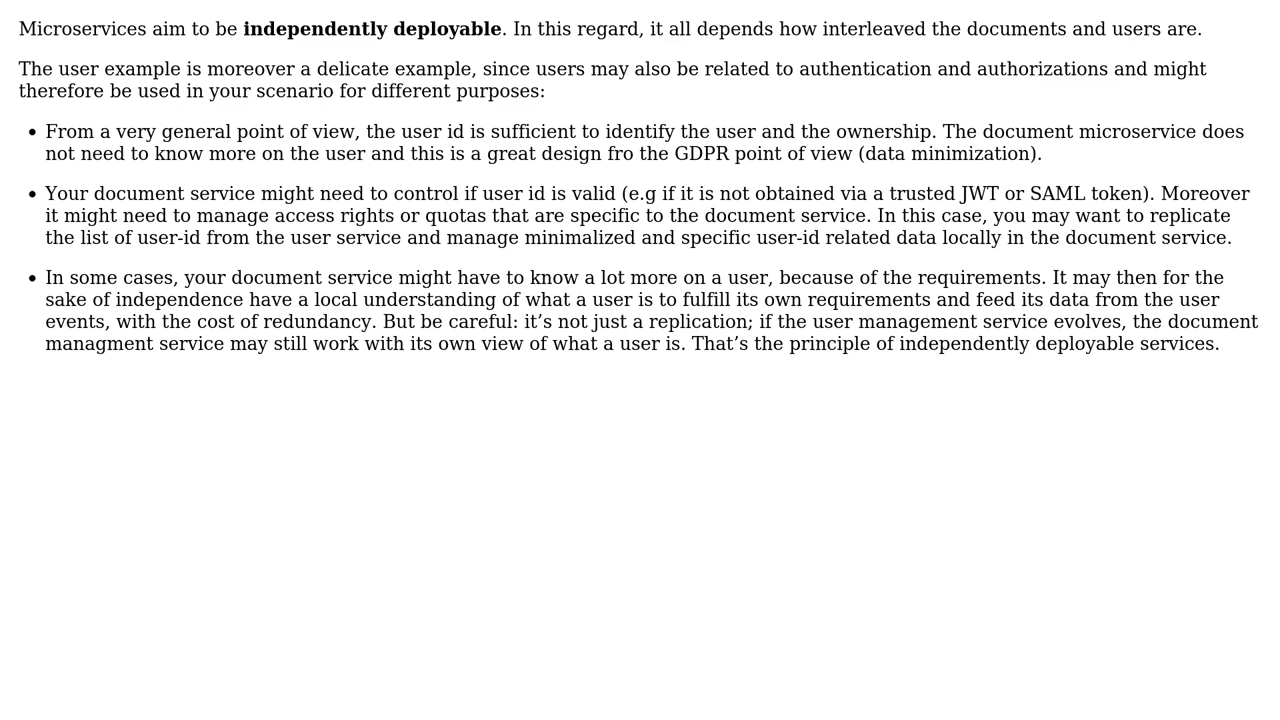 Microservices aim to be independently deployable. In this regard, it all depends how interleaved the documents and users are.
The user example is moreover a delicate example, since users may also be related to authentication and authorizations and might
therefore be used in your scenario for different purposes:
• From a very general point of view, the user id is sufficient to identify the user and the ownership. The document microservice does
not need to know more on the user and this is a great design fro the GDPR point of view (data minimization).
• Your document service might need to control if user id is valid (e.g if it is not obtained via a trusted JWT or SAML token). Moreover
it might need to manage access rights or quotas that are specific to the document service. In this case, you may want to replicate
the list of user-id from the user service and manage minimalized and specific user-id related data locally in the document service.
• In some cases, your document service might have to know a lot more on a user, because of the requirements. It may then for the
sake of independence have a local understanding of what a user is to fulfill its own requirements and feed its data from the user
events, with the cost of redundancy. But be careful: it’s not just a replication; if the user management service evolves, the document
managment service may still work with its own view of what a user is. That’s the principle of independently deployable services.